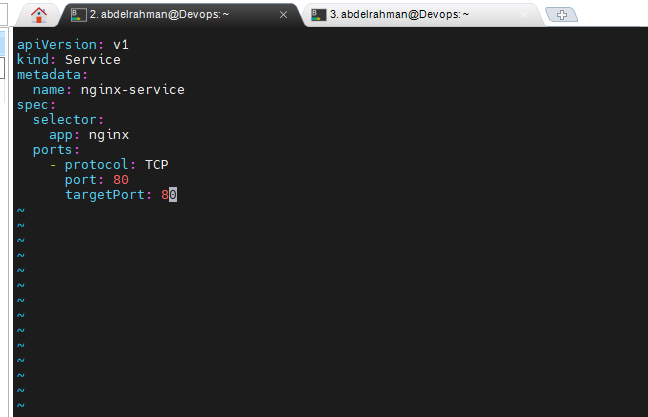 2. abdelrahman@Devops: ~
3. abdelrahman@Devops: ~
apiVersion: v1
kind: Service
metadata:
  name: nginx-service
spec:
  selector:
    app: nginx
  ports:
    - protocol: TCP
      port: 80
      targetPort: 80
~
~
~
~
~
~
~
~
~
~
~
~
~
~